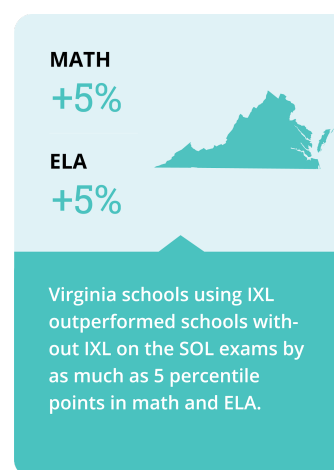 MATH
+5%
ELA
+5%
Virginia schools using IXL
outperformed schools with-
out IXL on the SOL exams by
as much as 5 percentile
points in math and ELA.